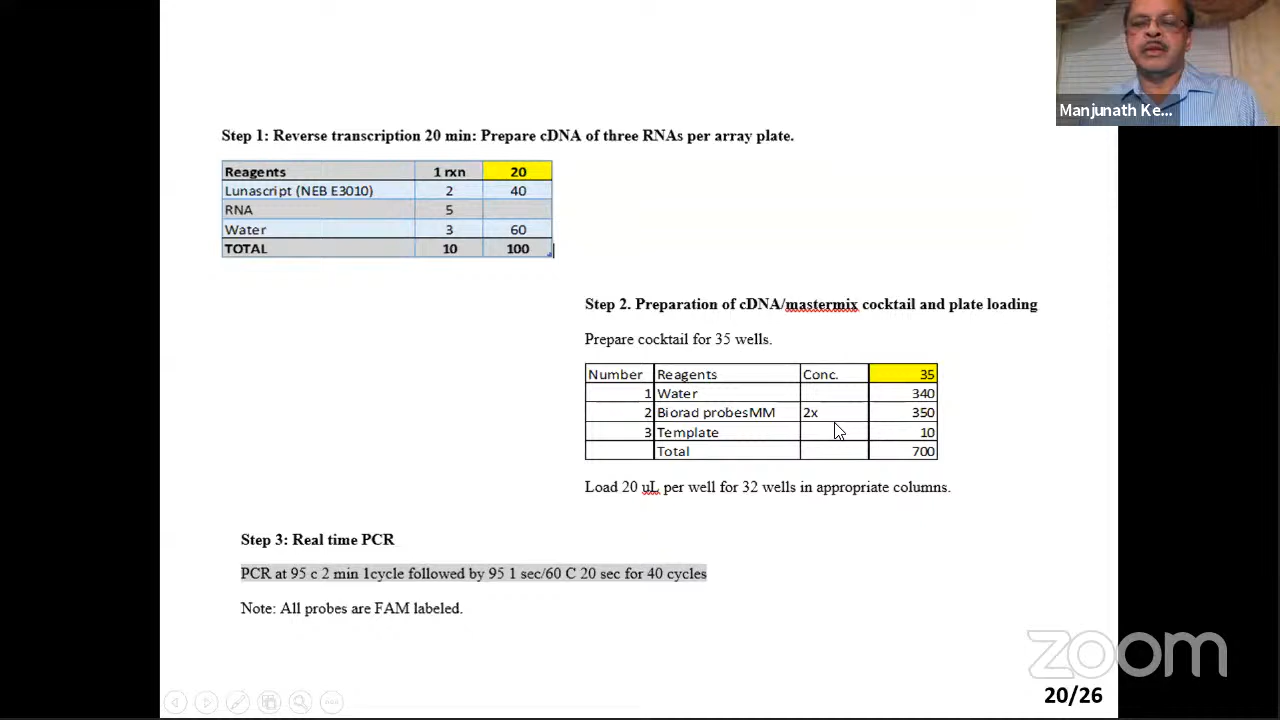 Manjunath Ke...
Step 1: Reverse transcription 20 min: Prepare cDNA of three RNAs per array plate.
Reagents 1 rxn 20
Lunascript (NEB E3010) 2 40
RNA 5
Water 3 60
TOTAL 10 100
Step 2. Preparation of cDNA/mastermix cocktail and plate loading
Prepare cocktail for 35 wells.
Number Reagents Conc. 35
1 Water 340
2 Biorad probesMM 2x 350
3 Template 10
Total 700
Load 20 uL per well for 32 wells in appropriate columns.
Step 3: Real time PCR
PCR at 95 c 2 min 1cycle followed by 95 1 sec/60 C 20 sec for 40 cycles
Note: All probes are FAM labeled.
zoom
20/26